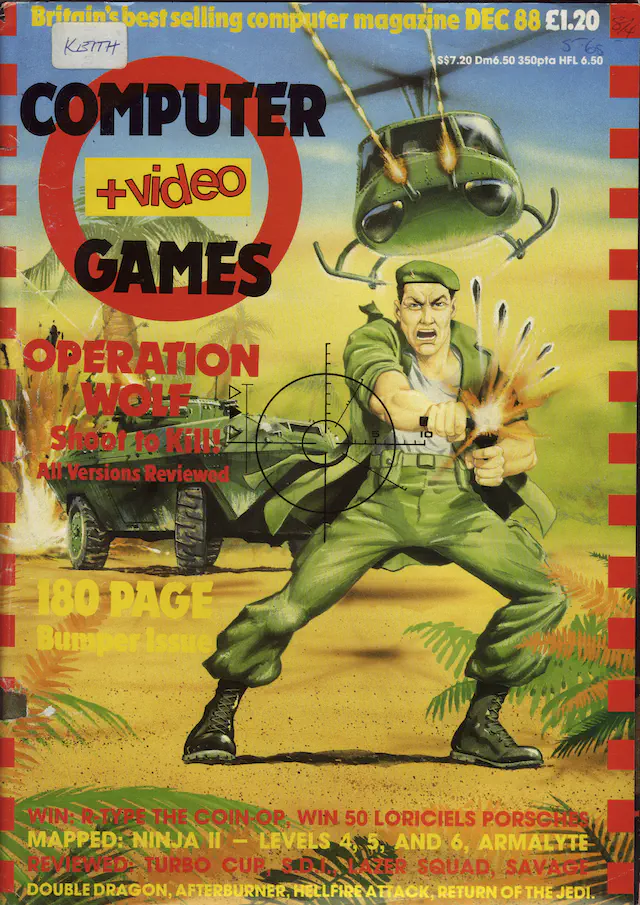 Britain's best selling computer magazine DEC 88 £1.20
KEITH
S$7.20 Dm6.50 350pta HFL 6.50
COMPUTER
+video
GAMES
OPERATION
WOLF
Shoot to Kill!
All Versions Reviewed
5 10
180 PAGE
Bumper Issue
WIN: R-TYPE THE COIN-OP, WIN 50 LORICIELS PORSCHES
MAPPED: NINJA II — LEVELS 4, 5, AND 6, ARMALYTE
REVIEWED: TURBO CUP, S.D.I., LAZER SQUAD, SAVAGE
DOUBLE DRAGON, AFTERBURNER, HELLFIRE ATTACK, RETURN OF THE JEDI.